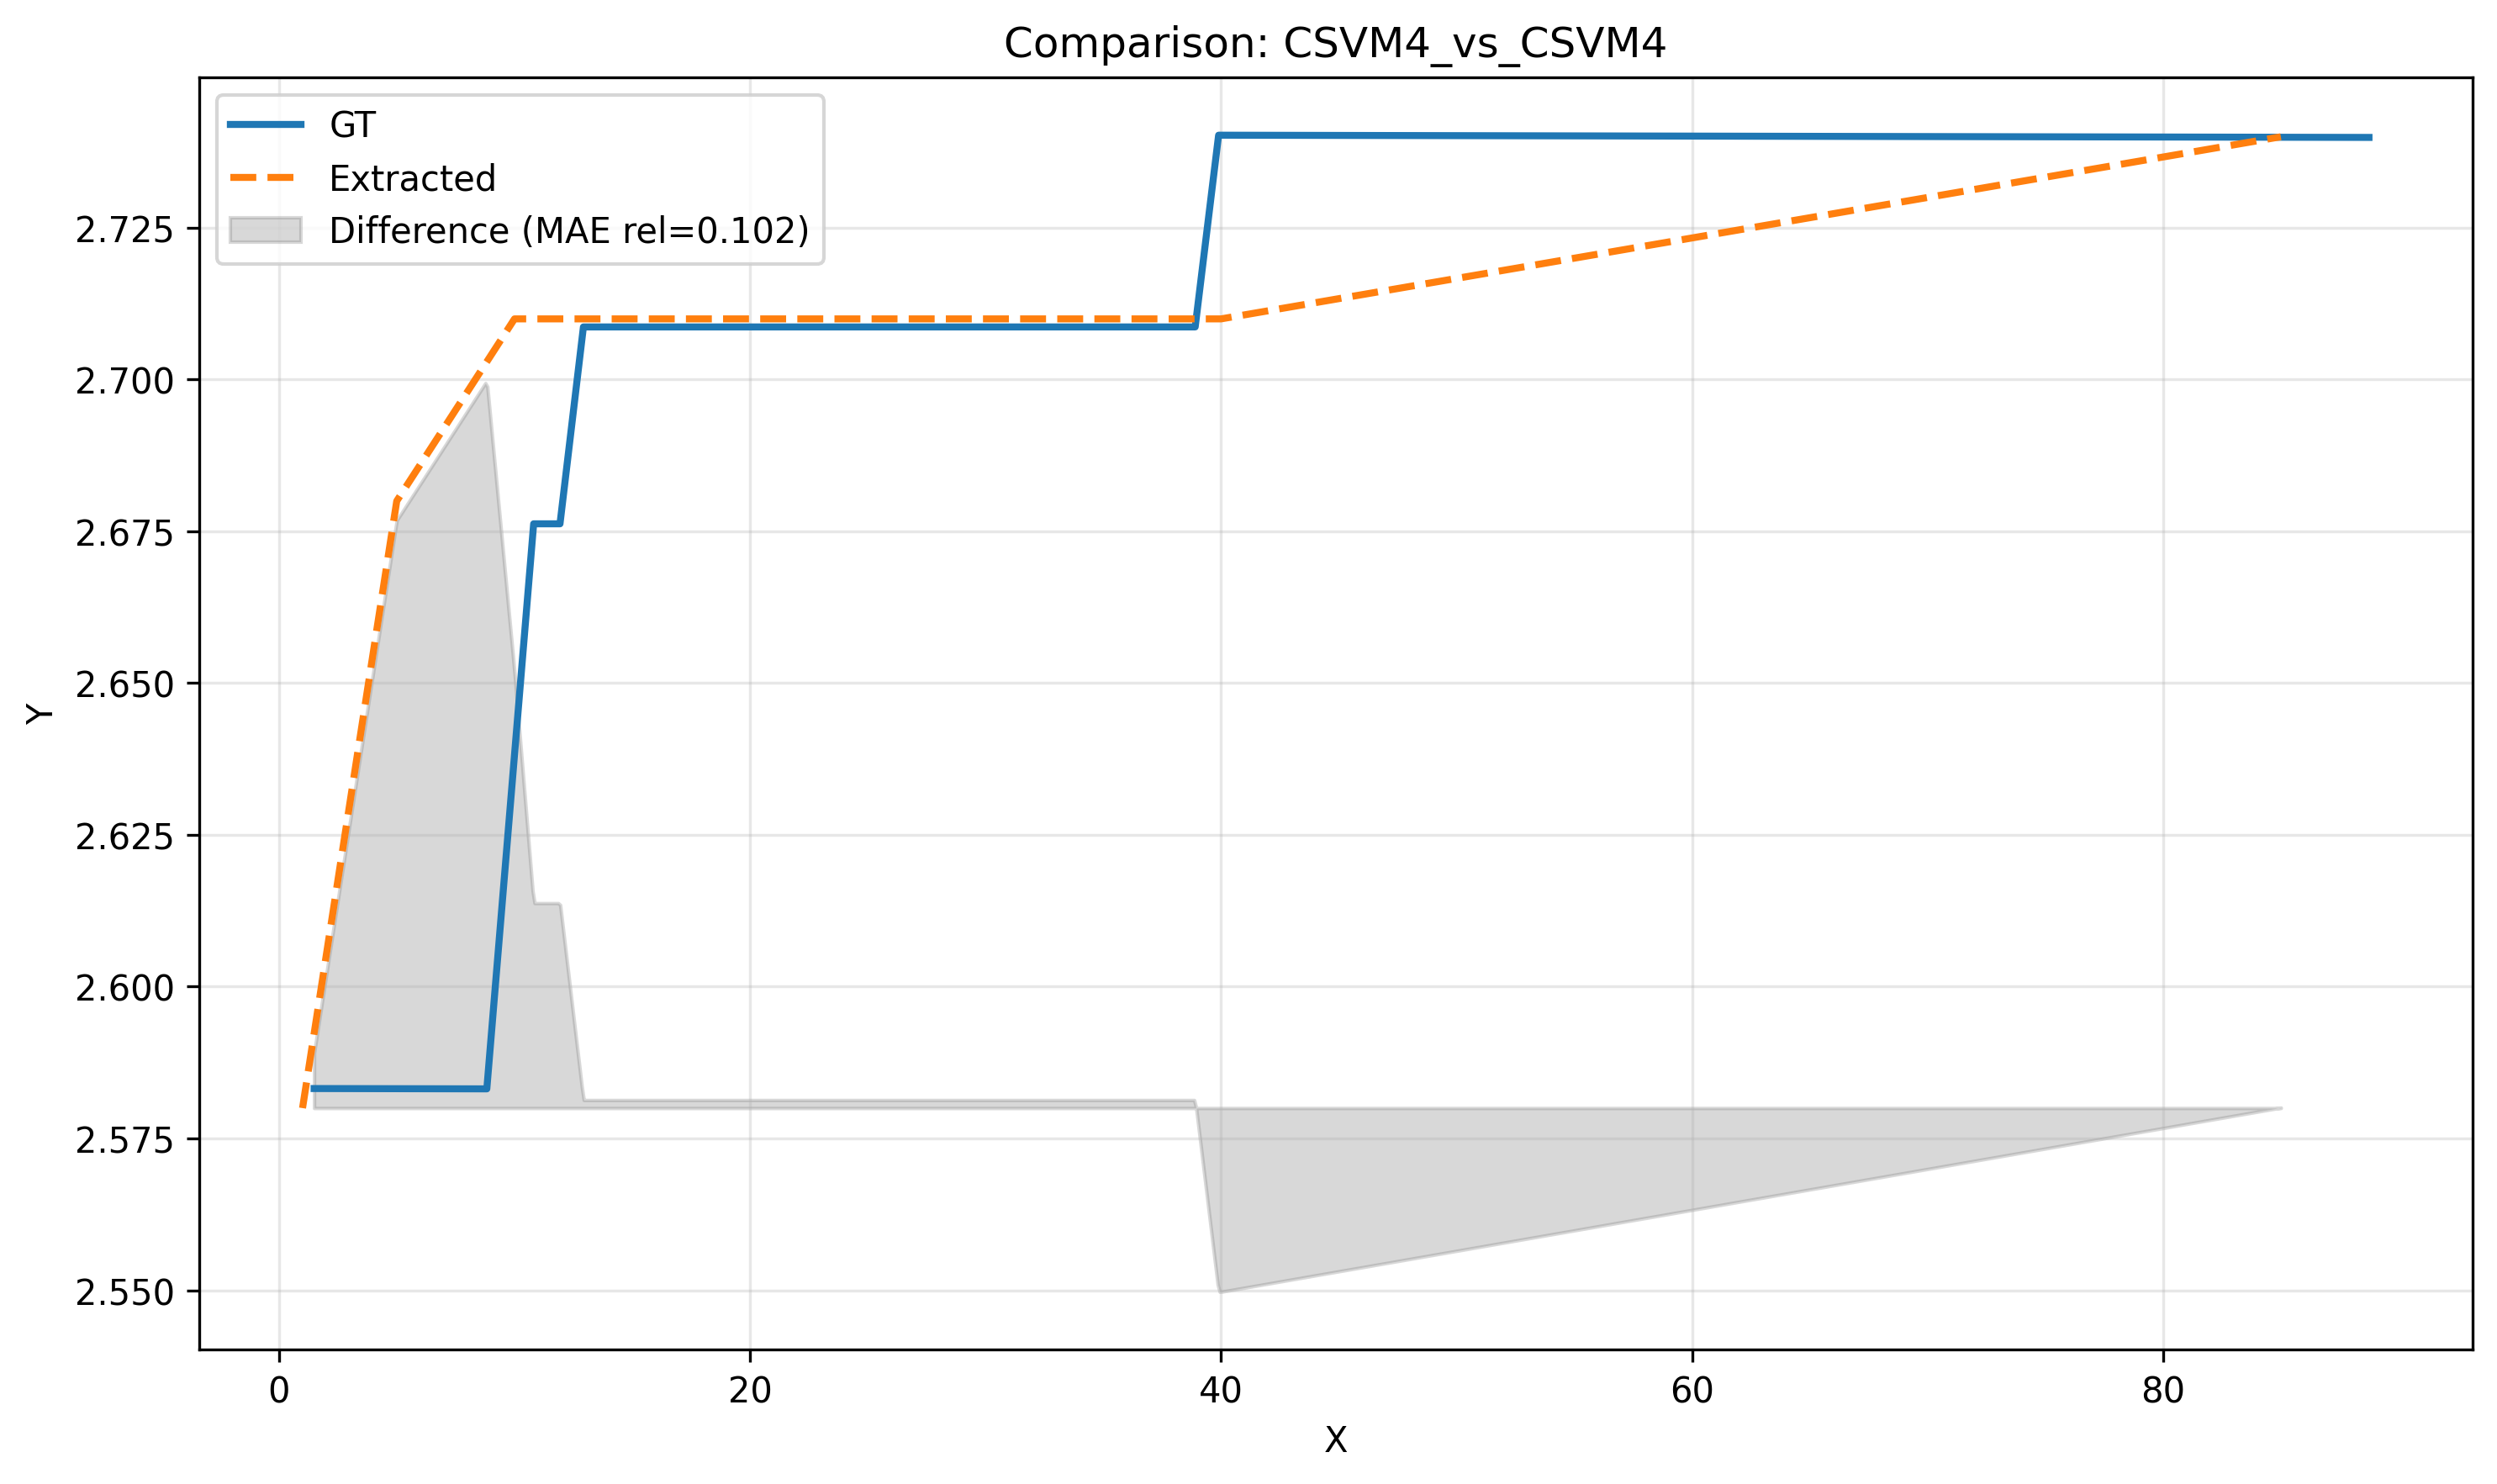 Comparison: CSVM4_vs_CSVM4
GT
Extracted
Difference (MAE rel=0.102)
2.725
2.700
2.675
2.650
2.625
2.600
2.575
2.550
Y
0 20 40 60 80
X